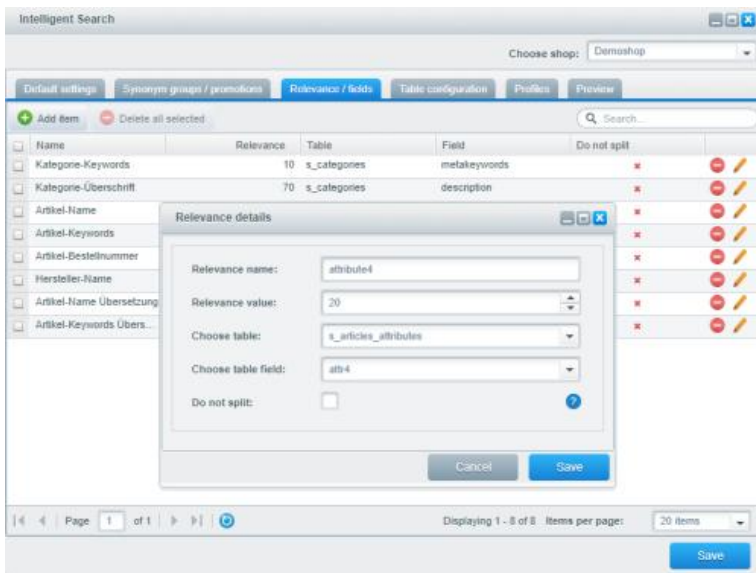 Intelligent Search
Choose shop: Demoshop
Default settings Synonym groups / promotions Relevance / fields Table configuration Profiles Preview
Add item Delete all selected Search...
Name Relevance Table Field Do not split
Kategorie-Keywords 10 s_categories metakeywords
Kategorie-Überschrift 70 s_categories description
Artikel-Name
Artikel-Keywords
Artikel-Bestellnummer
Hersteller-Name
Artikel-Name Übersetzung
Artikel-Keywords Übers...
Relevance details
Relevance name: attribute4
Relevance value: 20
Choose table: s_articles_attributes
Choose table field: attr4
Do not split: ?
Cancel Save
Page 1 of 1 Displaying 1 - 8 of 8 Items per page: 20 items
Save